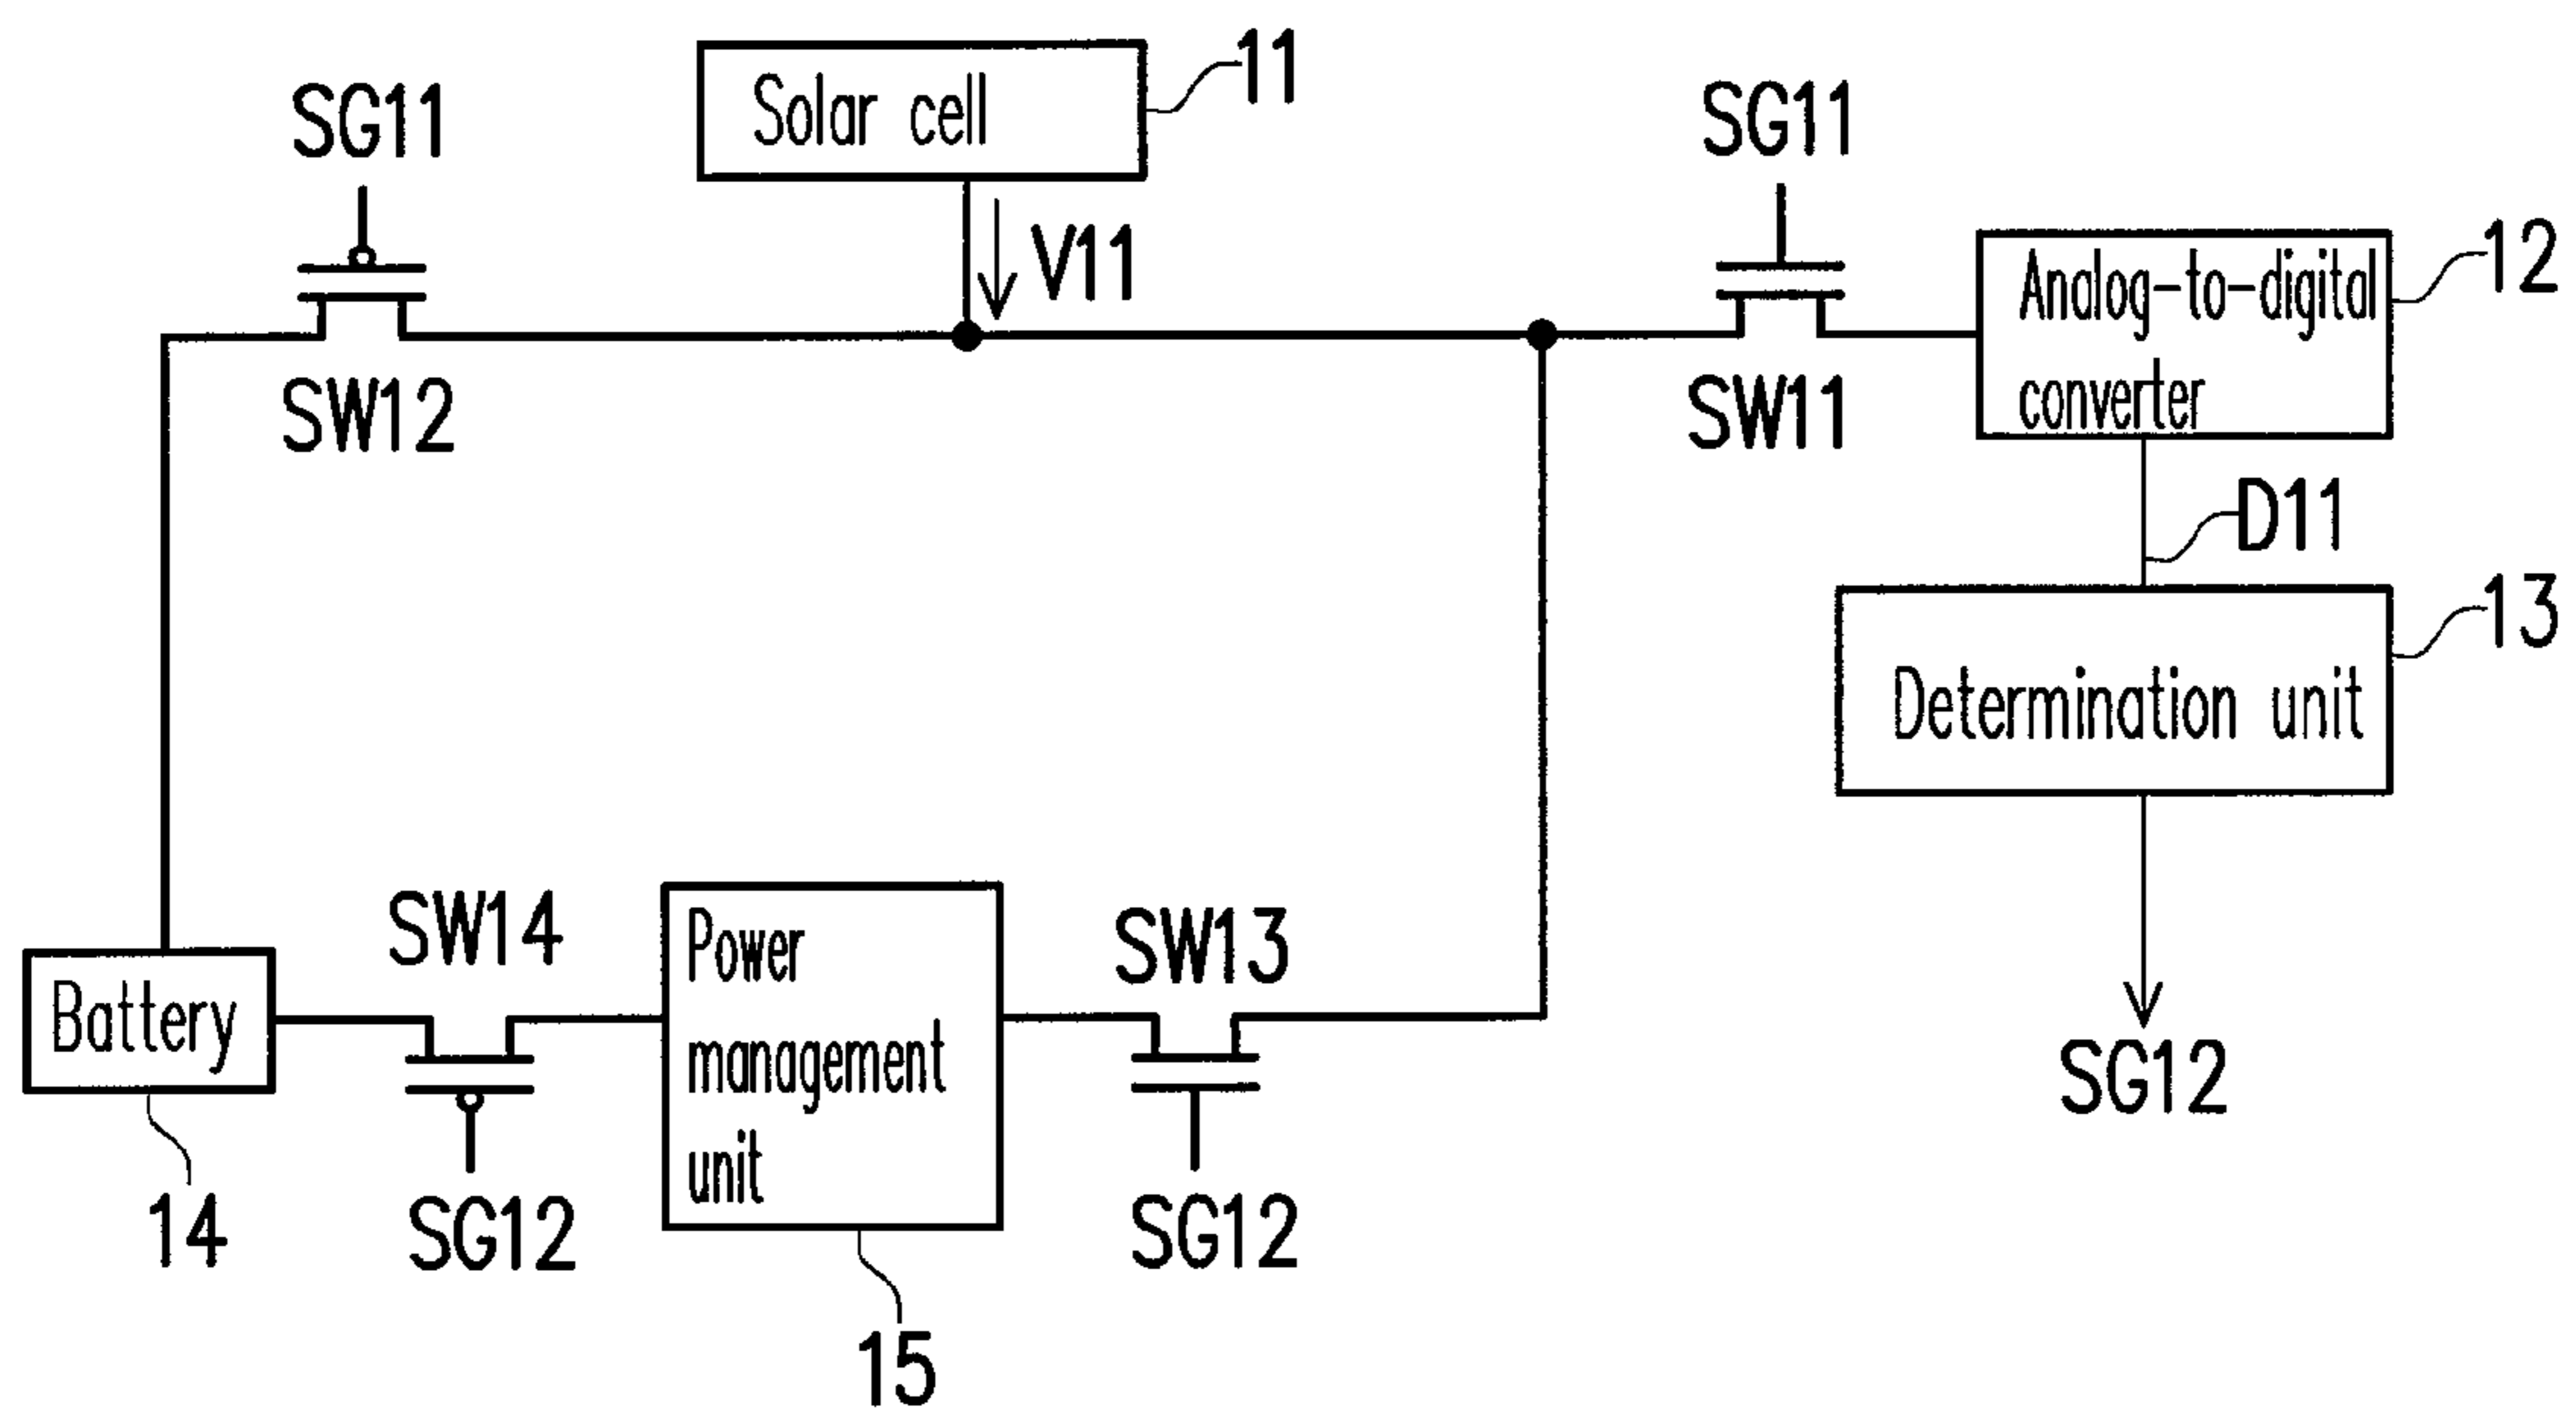 11
Solar cell
SG11
SG11
V11
12
Analog-to-digital
converter
SW12
SW11
D11
13
Determination unit
SW14
SW13
Power
management
unit
Battery
SG12
14
SG12
SG12
15